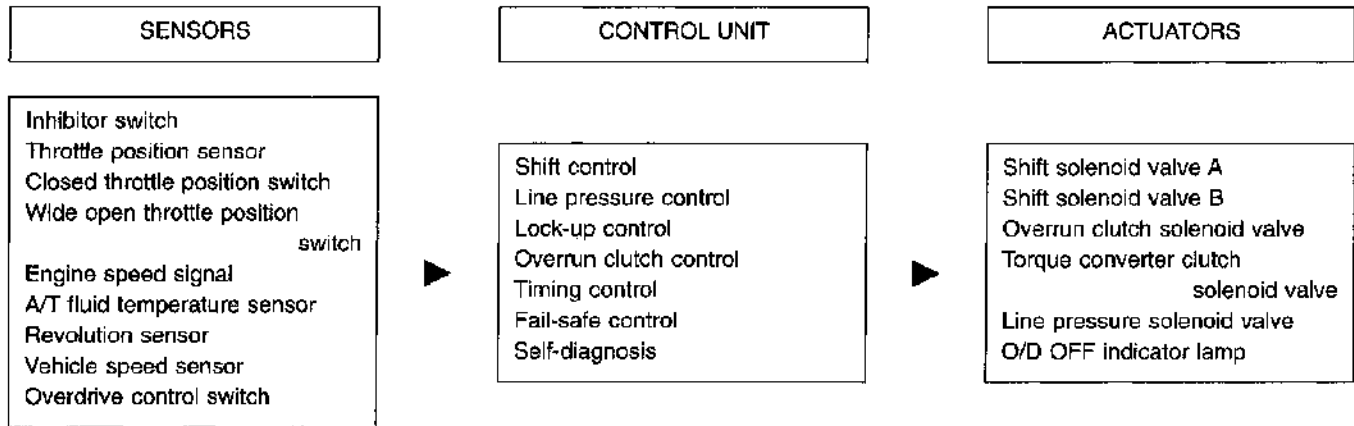 SENSORS
CONTROL UNIT
ACTUATORS
Inhibitor switch
Throttle position sensor
Closed throttle position switch
Wide open throttle position
switch
Engine speed signal
A/T fluid temperature sensor
Revolution sensor
Vehicle speed sensor
Overdrive control switch
Shift control
Line pressure control
Lock-up control
Overrun clutch control
Timing control
Fail-safe control
Self-diagnosis
Shift solenoid valve A
Shift solenoid valve B
Overrun clutch solenoid valve
Torque converter clutch
solenoid valve
Line pressure solenoid valve
O/D OFF indicator lamp